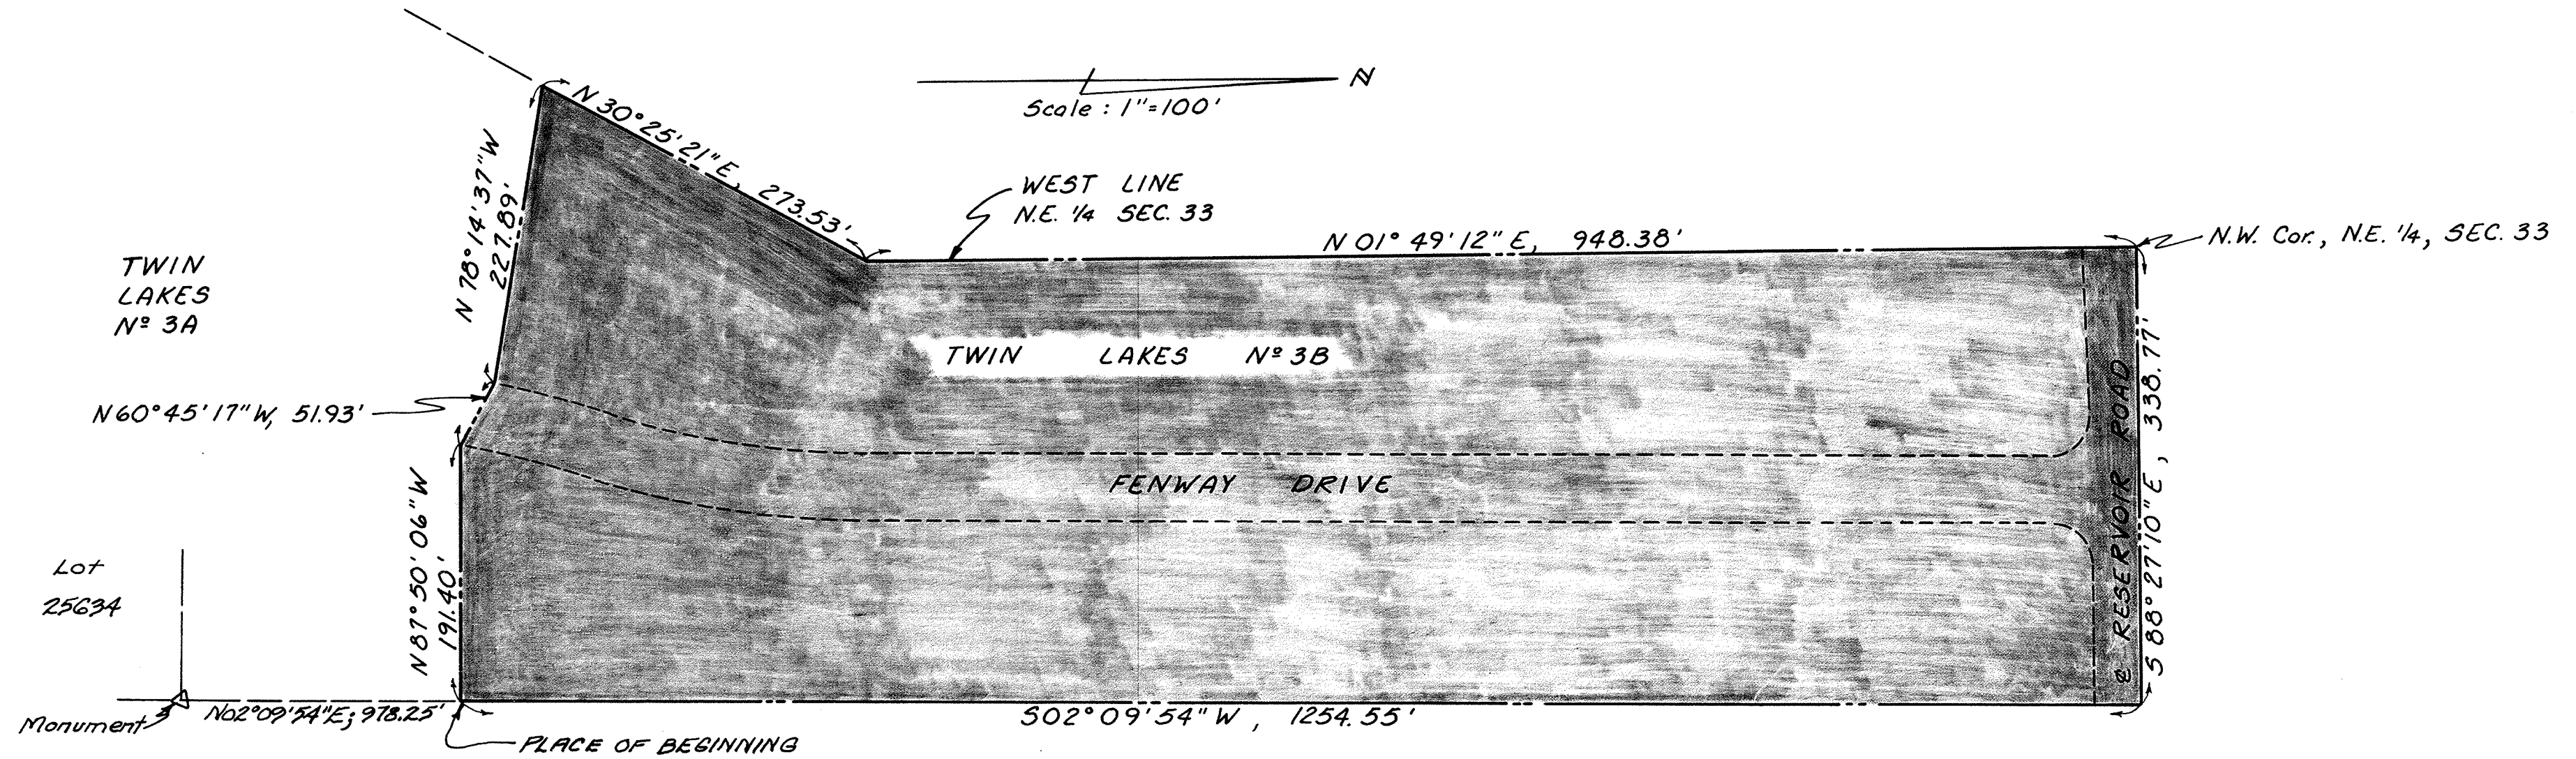 N
Scale : 1"=100'
N 30°25'21" E, 273.53'
N 78°14'37"W
227.89'
WEST LINE
N.E. 1/4 SEC. 33
N 01° 49' 12" E, 948.38'
N.W. Cor., N.E. 1/4, SEC. 33
TWIN
LAKES
Nº 3A
TWIN LAKES Nº 3B
N60°45'17"W, 51.93'
FENWAY DRIVE
℄ RESERVOIR ROAD
S 88°27'10"E, 338.77'
N87°50'06"W
191.40'
Lot
25634
Monument
N02°09'54"E; 978.25'
S02°09'54"W, 1254.55'
PLACE OF BEGINNING